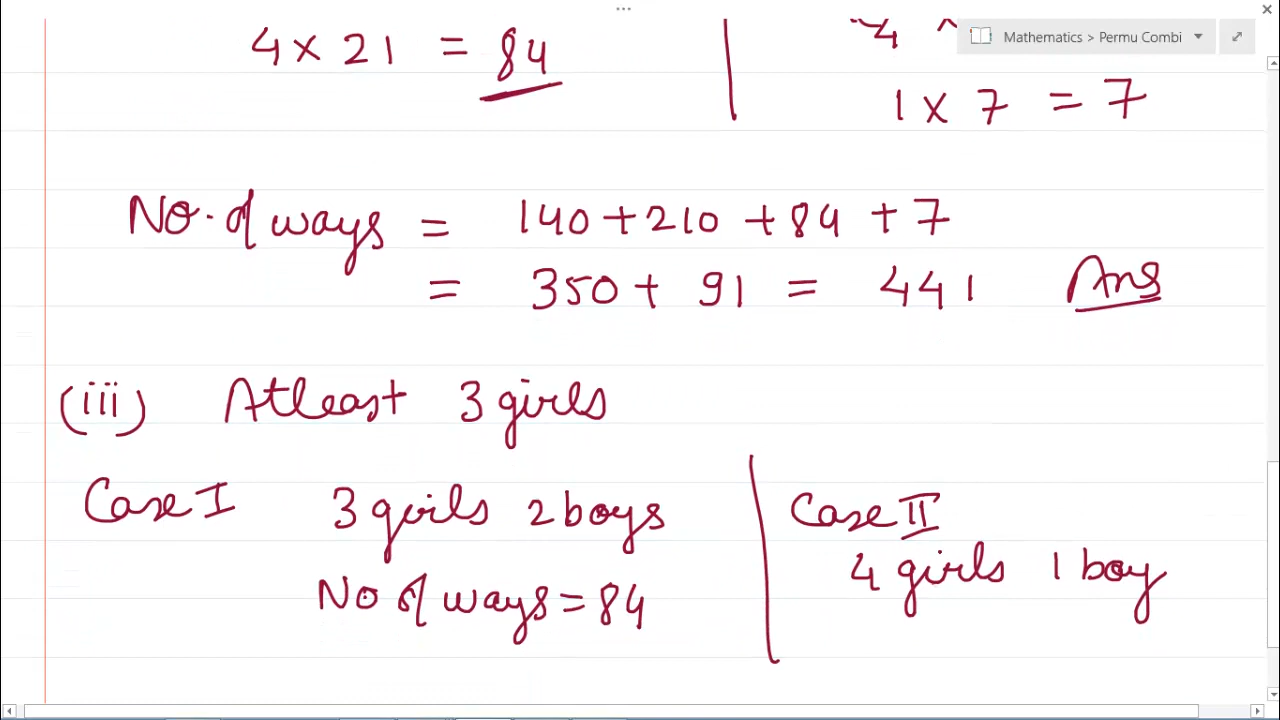 4 x 21 = 84
4 x
Mathematics > Permu Combi
1 x 7 = 7
No. of ways = 140 + 210 + 84 + 7
= 350 + 91 = 441 Ans
(iii) Atleast 3 girls
Case I 3 girls 2 boys
No of ways = 84
Case II
4 girls 1 boy